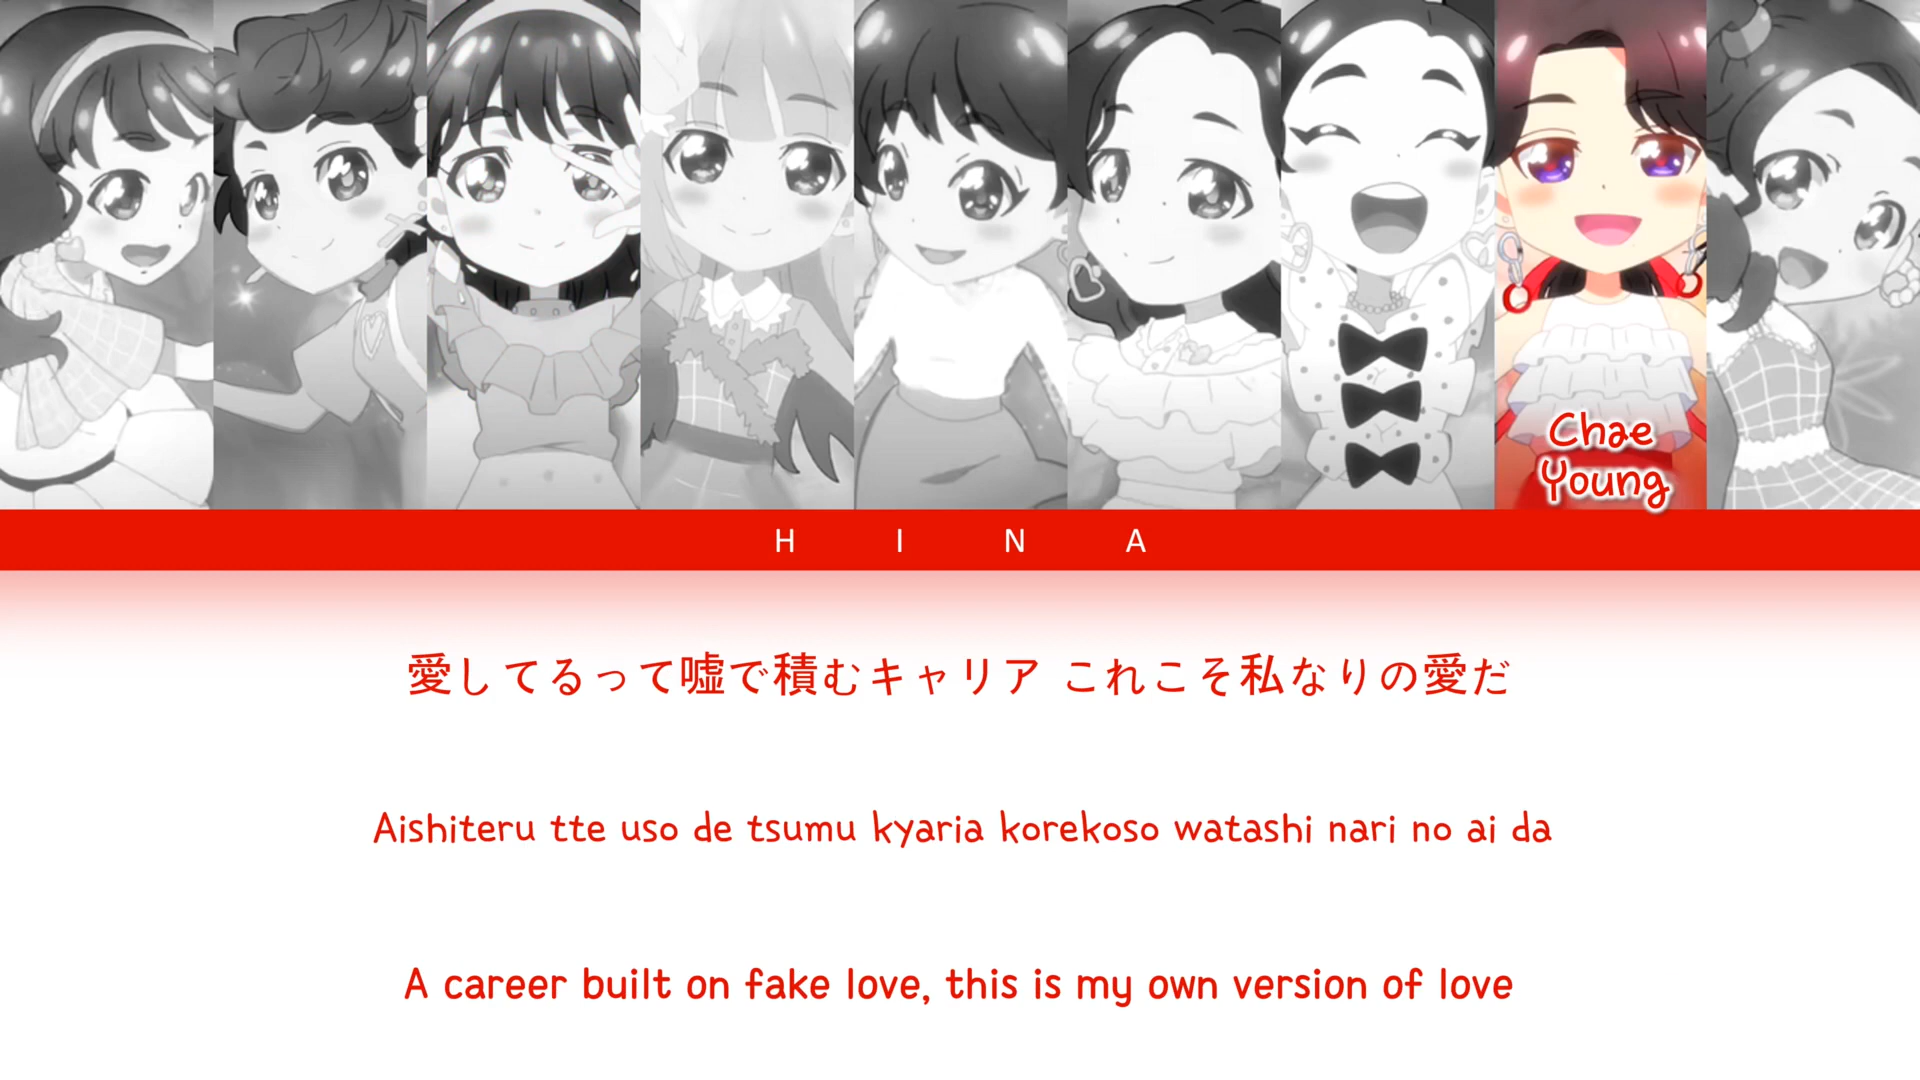 Chae
Young
H I N A
愛してるって嘘で積むキャリア これこそ私なりの愛だ
Aishiteru tte uso de tsumu kyaria korekoso watashi nari no ai da
A career built on fake love, this is my own version of love